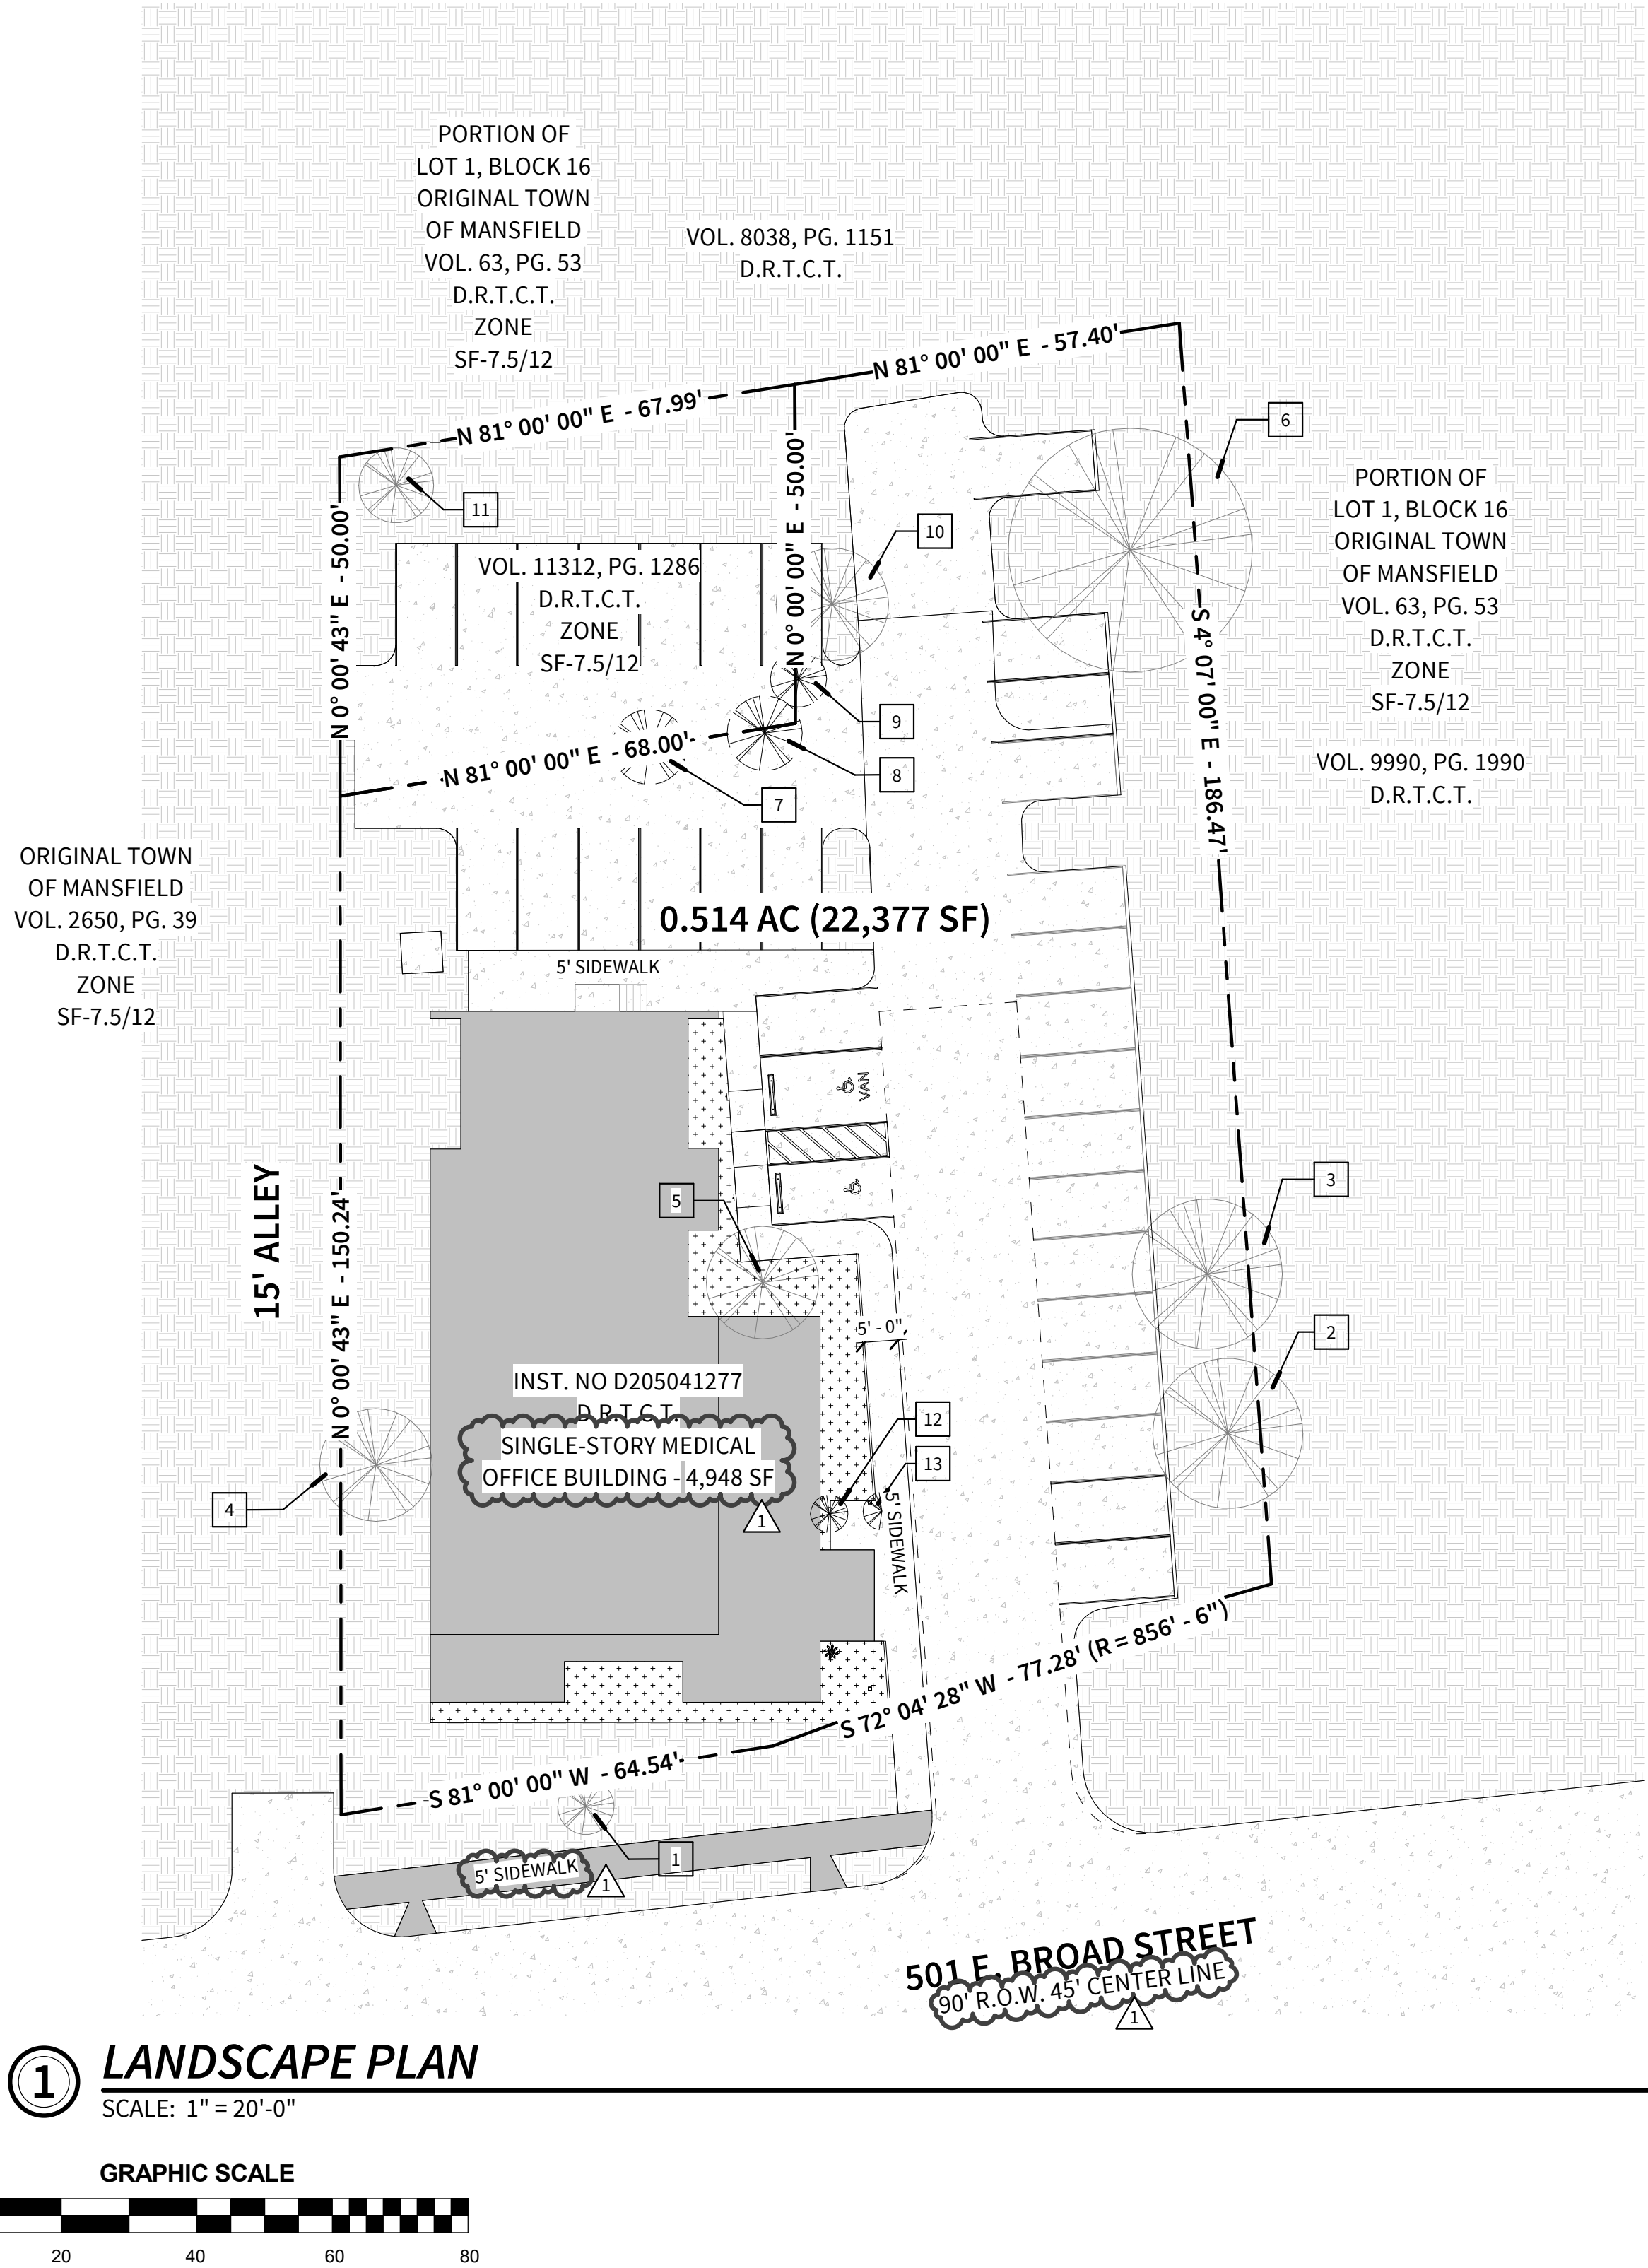 PORTION OF
LOT 1, BLOCK 16
ORIGINAL TOWN
OF MANSFIELD
VOL. 63, PG. 53
D.R.T.C.T.
ZONE
SF-7.5/12
VOL. 8038, PG. 1151
D.R.T.C.T.
N 81° 00' 00" E - 57.40'
N 81° 00' 00" E - 67.99'
N 0° 00' 43" E - 50.00'
N 0° 00' 00" E - 50.00'
6
11
10
PORTION OF
LOT 1, BLOCK 16
ORIGINAL TOWN
OF MANSFIELD
VOL. 63, PG. 53
D.R.T.C.T.
ZONE
SF-7.5/12
VOL. 9990, PG. 1990
D.R.T.C.T.
VOL. 11312, PG. 1286
D.R.T.C.T.
ZONE
SF-7.5/12
S 4° 07' 00" E - 186.47'
9
8
7
N 81° 00' 00" E - 68.00'
ORIGINAL TOWN
OF MANSFIELD
VOL. 2650, PG. 39
D.R.T.C.T.
ZONE
SF-7.5/12
0.514 AC (22,377 SF)
5' SIDEWALK
VAN
15' ALLEY
N 0° 00' 43" E - 150.24'
5
3
2
5' - 0"
INST. NO D205041277
D.R.T.C.T.
SINGLE-STORY MEDICAL
OFFICE BUILDING - 4,948 SF
1
12
13
4
5' SIDEWALK
S 72° 04' 28" W - 77.28' (R = 856' - 6")
S 81° 00' 00" W - 64.54'
1
5' SIDEWALK
1
501 E. BROAD STREET
90' R.O.W. 45' CENTER LINE
1
1
LANDSCAPE PLAN
SCALE: 1" = 20'-0"
GRAPHIC SCALE
20 40 60 80